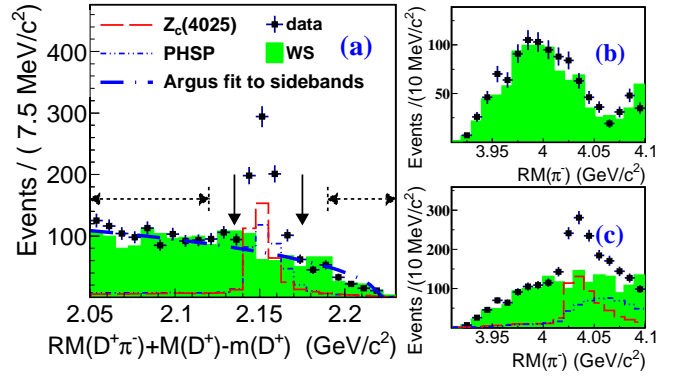 Events / ( 7.5 MeV/c²)
400
300
200
100
0
Z_c(4025)
data
PHSP
WS
(a)
Argus fit to sidebands
2.05
2.1
2.15
2.2
RM(D⁺π⁻)+M(D⁺)-m(D⁺) (GeV/c²)
Events /(10 MeV/c²)
100
50
(b)
3.95
4
4.05
4.1
RM(π⁻) (GeV/c²)
Events /(10 MeV/c²)
300
200
100
0
(c)
3.95
4
4.05
4.1
RM(π⁻) (GeV/c²)